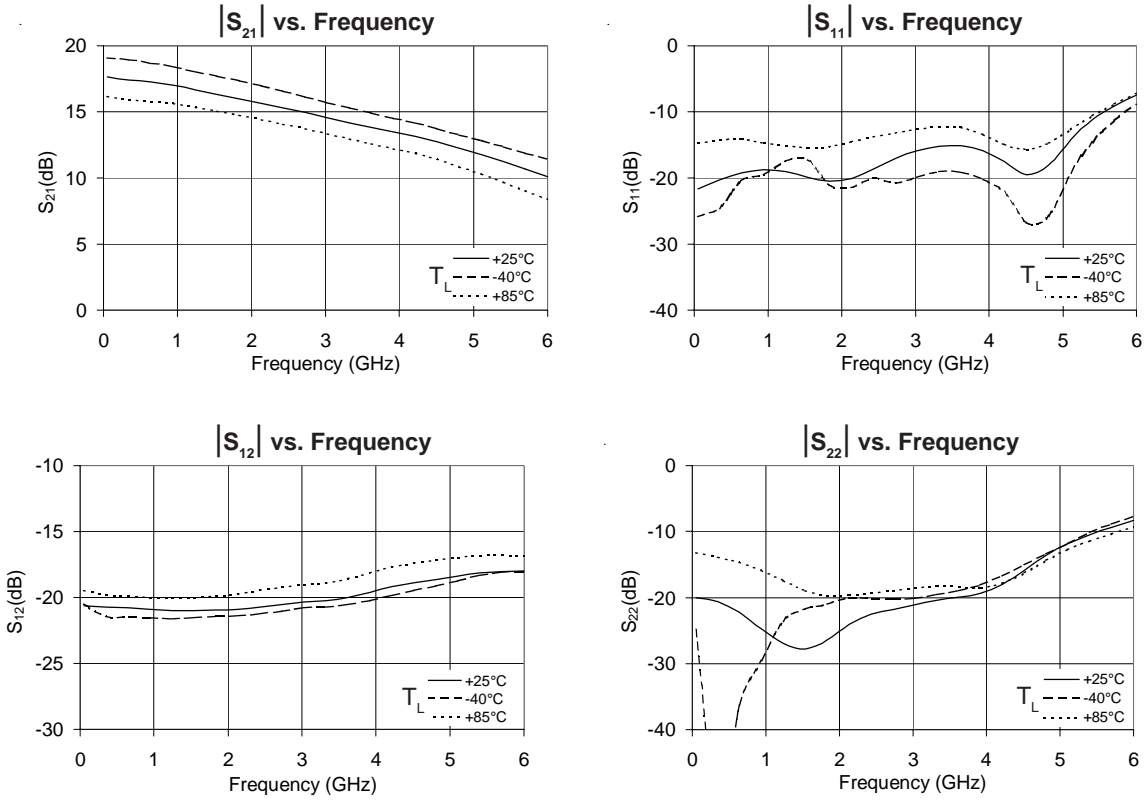 |S21| vs. Frequency
20
15
10
5
0
S21(dB)
0 1 2 3 4 5 6
Frequency (GHz)
TL
+25°C
-40°C
+85°C
|S11| vs. Frequency
0
-10
-20
-30
-40
S11(dB)
0 1 2 3 4 5 6
Frequency (GHz)
TL
+25°C
-40°C
+85°C
|S12| vs. Frequency
-10
-15
-20
-25
-30
S12(dB)
0 1 2 3 4 5 6
Frequency (GHz)
TL
+25°C
-40°C
+85°C
|S22| vs. Frequency
0
-10
-20
-30
-40
S22(dB)
0 1 2 3 4 5 6
Frequency (GHz)
TL
+25°C
-40°C
+85°C